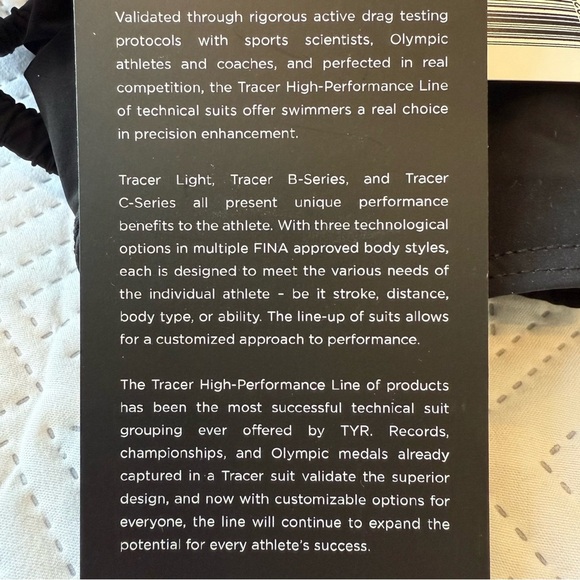 Validated through rigorous active drag testing
protocols with sports scientists, Olympic
athletes and coaches, and perfected in real
competition, the Tracer High-Performance Line
of technical suits offer swimmers a real choice
in precision enhancement.
Tracer Light, Tracer B-Series, and Tracer
C-Series all present unique performance
benefits to the athlete. With three technological
options in multiple FINA approved body styles,
each is designed to meet the various needs of
the individual athlete – be it stroke, distance,
body type, or ability. The line-up of suits allows
for a customized approach to performance.
The Tracer High-Performance Line of products
has been the most successful technical suit
grouping ever offered by TYR. Records,
championships, and Olympic medals already
captured in a Tracer suit validate the superior
design, and now with customizable options for
everyone, the line will continue to expand the
potential for every athlete's success.